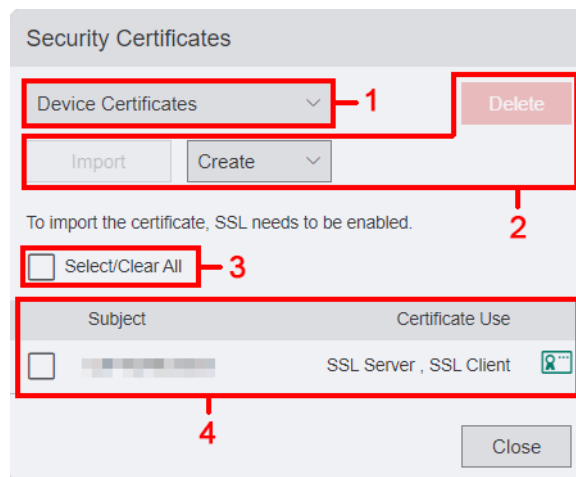 Security Certificates
Device Certificates 1 Delete
Import Create
2
To import the certificate, SSL needs to be enabled.
Select/Clear All 3
Subject Certificate Use
SSL Server , SSL Client
4
Close